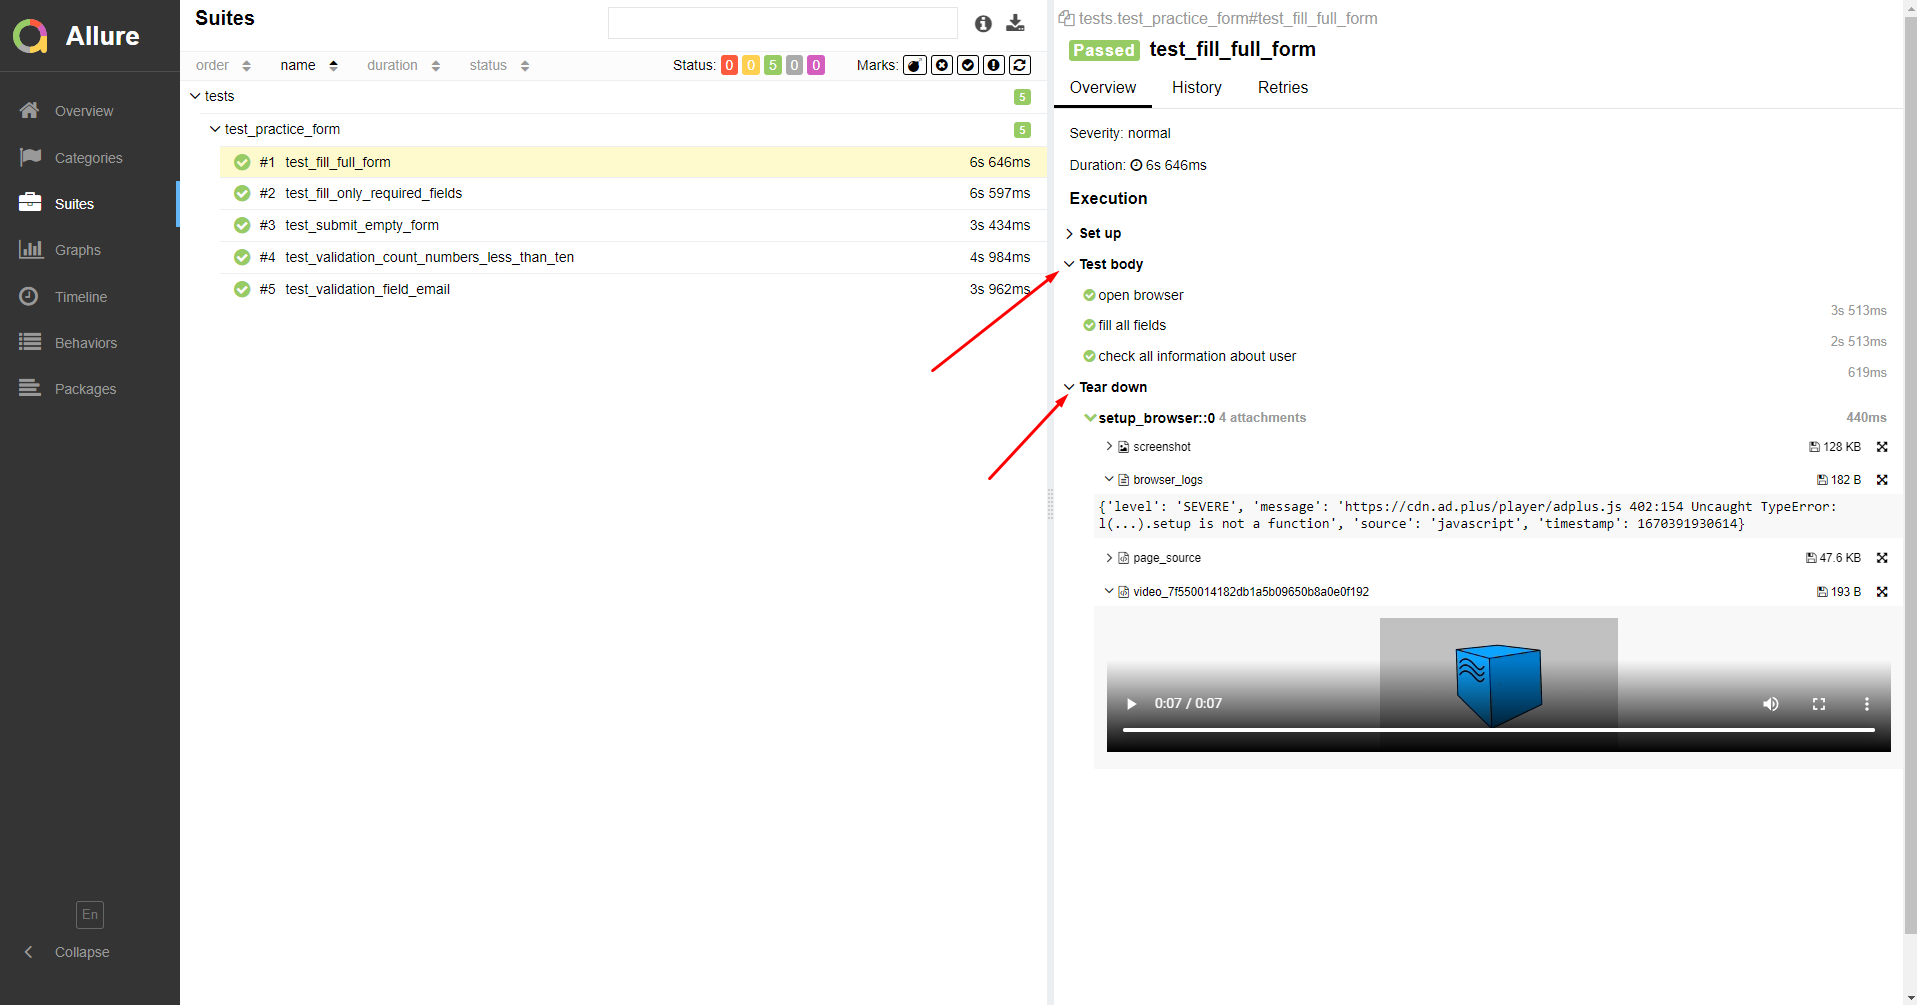 Allure
Overview
Categories
Suites
Graphs
Timeline
Behaviors
Packages
En
Collapse
Suites
order name duration status Status: 0 0 5 0 0 Marks:
tests 5
test_practice_form 5
#1 test_fill_full_form 6s 646ms
#2 test_fill_only_required_fields 6s 597ms
#3 test_submit_empty_form 3s 434ms
#4 test_validation_count_numbers_less_than_ten 4s 984ms
#5 test_validation_field_email 3s 962ms
tests.test_practice_form#test_fill_full_form
Passed test_fill_full_form
Overview History Retries
Severity: normal
Duration: 6s 646ms
Execution
Set up
Test body
open browser
3s 513ms
fill all fields
2s 513ms
check all information about user
619ms
Tear down
setup_browser::0 4 attachments 440ms
screenshot 128 KB
browser_logs 182 B
{'level': 'SEVERE', 'message': 'https://cdn.ad.plus/player/adplus.js 402:154 Uncaught TypeError:
l(...).setup is not a function', 'source': 'javascript', 'timestamp': 1670391930614}
page_source 47.6 KB
video_7f550014182db1a5b09650b8a0e0f192 193 B
0:07 / 0:07